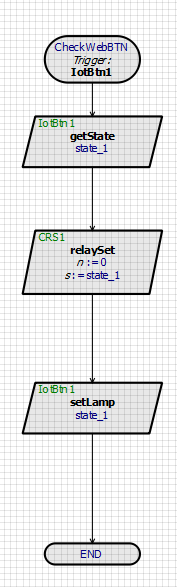 CheckWebBTN
Trigger:
IotBtn1
IotBtn1
getState
state_1
CRS1
relaySet
n:=0
s:=state_1
IotBtn1
setLamp
state_1
END